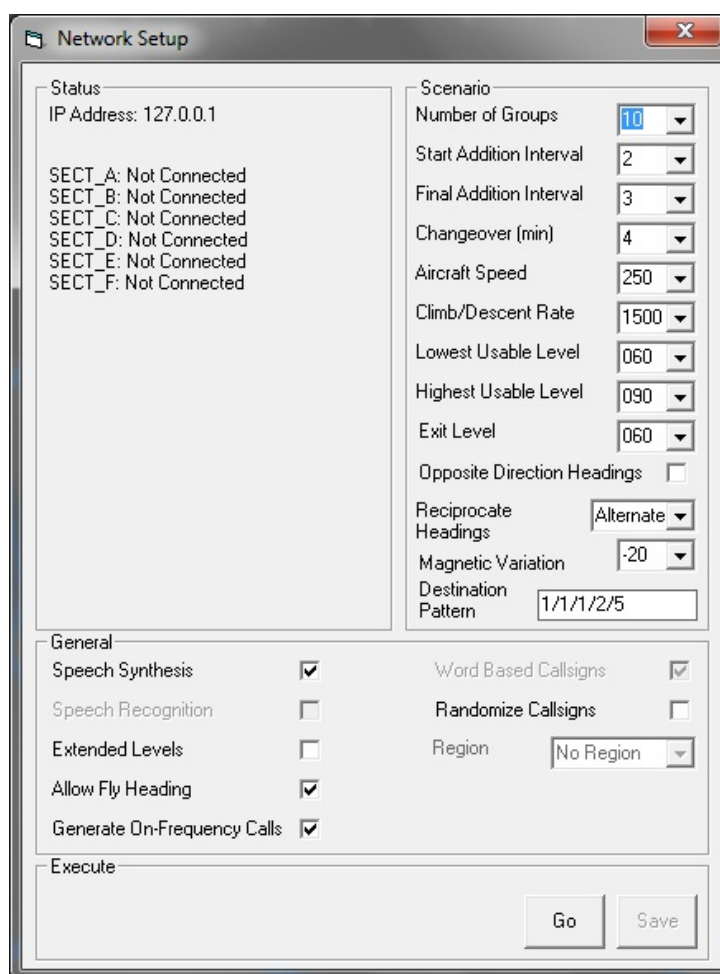 Network Setup
Status
IP Address: 127.0.0.1
SECT_A: Not Connected
SECT_B: Not Connected
SECT_C: Not Connected
SECT_D: Not Connected
SECT_E: Not Connected
SECT_F: Not Connected
Scenario
Number of Groups 10
Start Addition Interval 2
Final Addition Interval 3
Changeover (min) 4
Aircraft Speed 250
Climb/Descent Rate 1500
Lowest Usable Level 060
Highest Usable Level 090
Exit Level 060
Opposite Direction Headings
Reciprocate
Headings Alternate
Magnetic Variation -20
Destination
Pattern 1/1/1/2/5
General
Speech Synthesis
Speech Recognition
Extended Levels
Allow Fly Heading
Generate On-Frequency Calls
Word Based Callsigns
Randomize Callsigns
Region No Region
Execute
Go Save